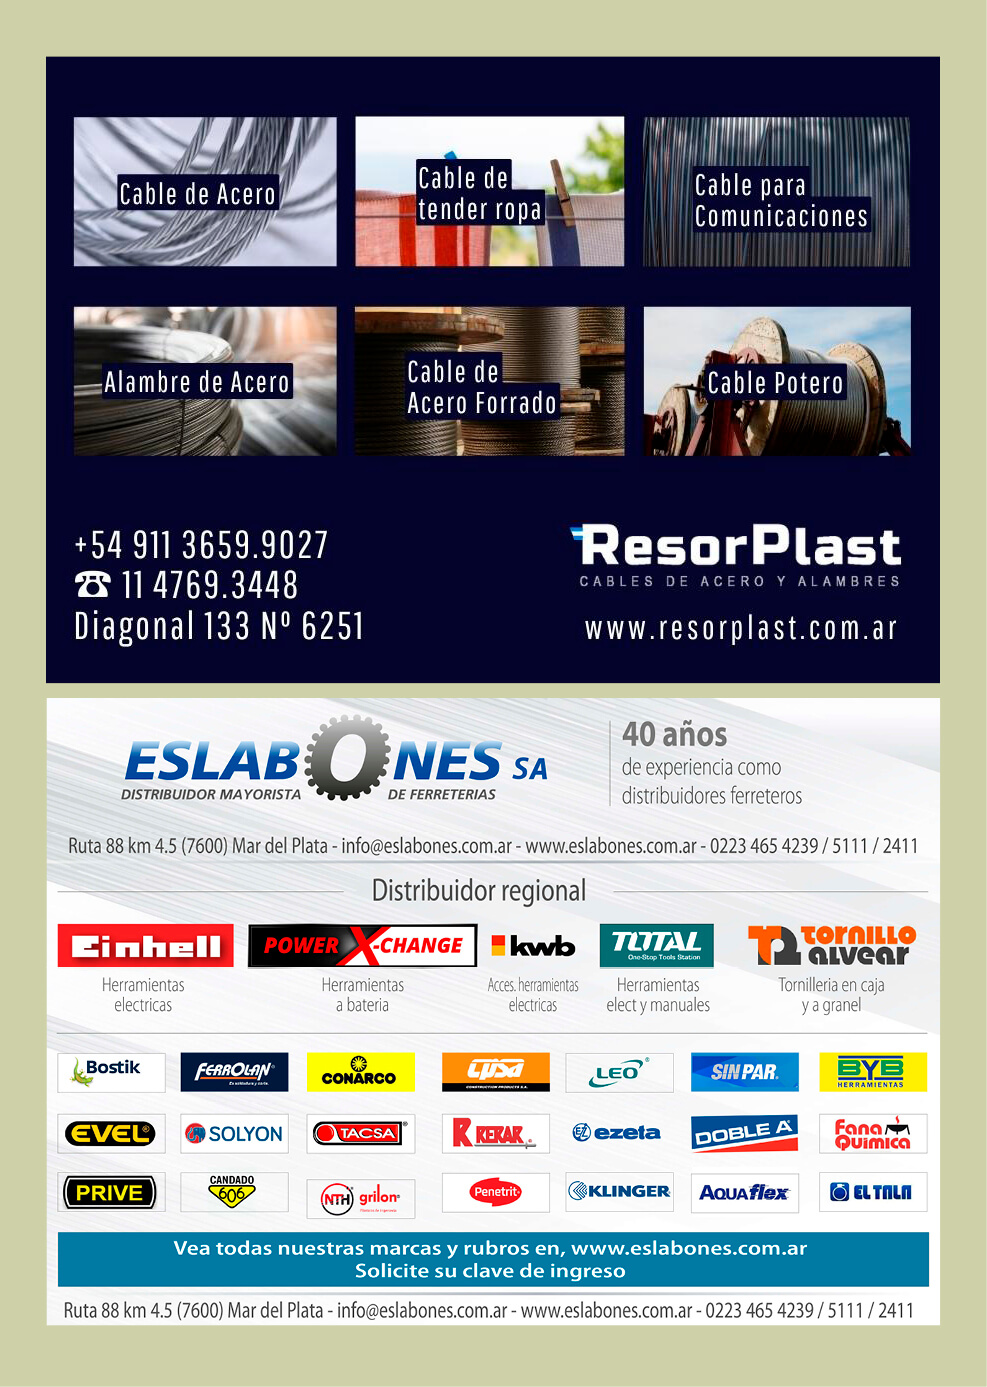 Cable de Acero
Cable de
tender ropa
Cable para
Comunicaciones
Alambre de Acero
Cable de
Acero Forrado
Cable Potero
+54 911 3659.9027
☎ 11 4769.3448
Diagonal 133 Nº 6251
ResorPlast
CABLES DE ACERO Y ALAMBRES
www.resorplast.com.ar
ESLABONES SA
DISTRIBUIDOR MAYORISTA DE FERRETERIAS
40 años
de experiencia como
distribuidores ferreteros
Ruta 88 km 4.5 (7600) Mar del Plata - info@eslabones.com.ar - www.eslabones.com.ar - 0223 465 4239 / 5111 / 2411
Distribuidor regional
Einhell
POWER X-CHANGE
kwb
TOTAL
One-Stop Tools Station
TORNILLO
alvear
Herramientas
electricas
Herramientas
a bateria
Acces. herramientas
electricas
Herramientas
elect y manuales
Tornilleria en caja
y a granel
Bostik
FERROLAN®
CONARCO
CONSTRUCTION PRODUCTS S.A.
LEO®
SINPAR.
BYB
HERRAMIENTAS
EVEL®
SOLYON
TACSA®
KEKAR
ezeta
DOBLE A
Fana
Quimica
PRIVE
CANDADO
606
NTH® grilon®
Penetrit
KLINGER
AQUAflex
EL TALA
Vea todas nuestras marcas y rubros en, www.eslabones.com.ar
Solicite su clave de ingreso
Ruta 88 km 4.5 (7600) Mar del Plata - info@eslabones.com.ar - www.eslabones.com.ar - 0223 465 4239 / 5111 / 2411